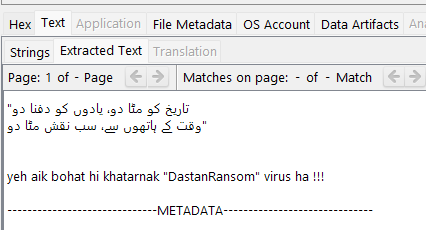 Hex Text Application File Metadata OS Account Data Artifacts
Strings Extracted Text Translation
Page: 1 of - Page Matches on page: - of - Match
"تاریخ کو مٹا دو، یادوں کو دفنا دو
وقت کے ہاتھوں سے، سب نقش مٹا دو"
yeh aik bohat hi khatarnak "DastanRansom" virus ha !!!
------------------------------METADATA------------------------------